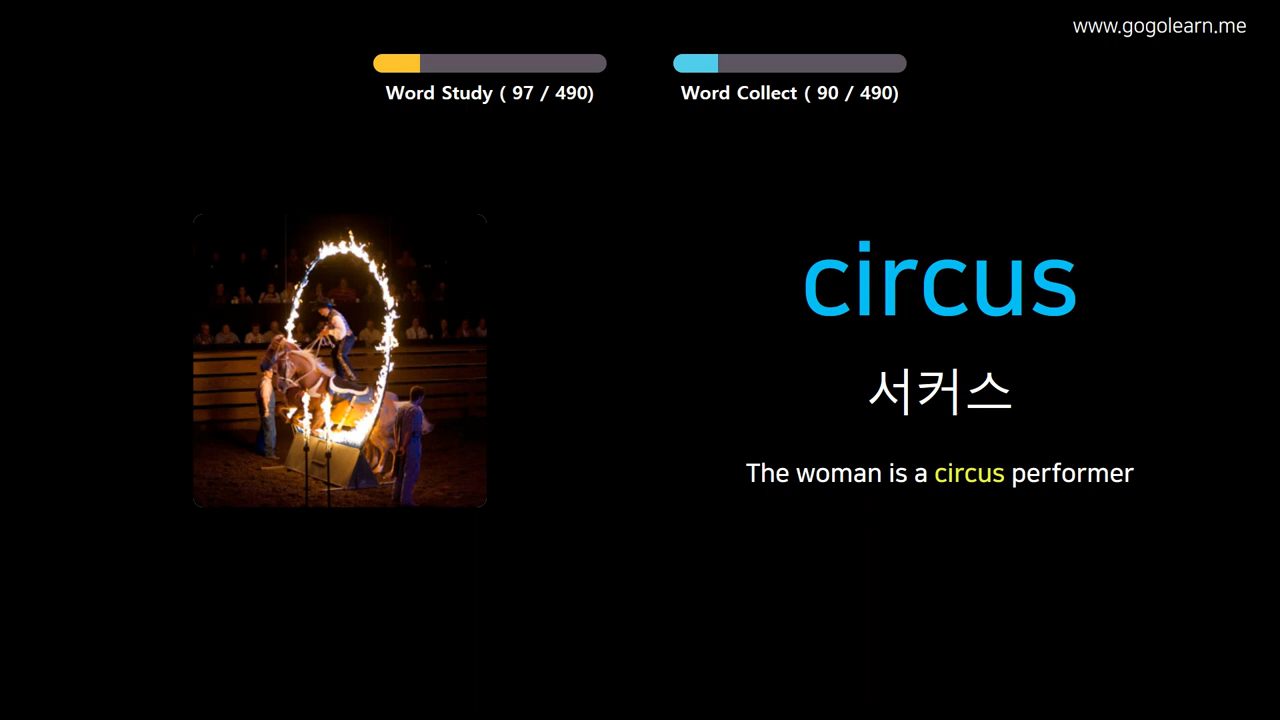 www.gogolearn.me
Word Study ( 97 / 490)
Word Collect ( 90 / 490)
circus
서커스
The woman is a circus performer